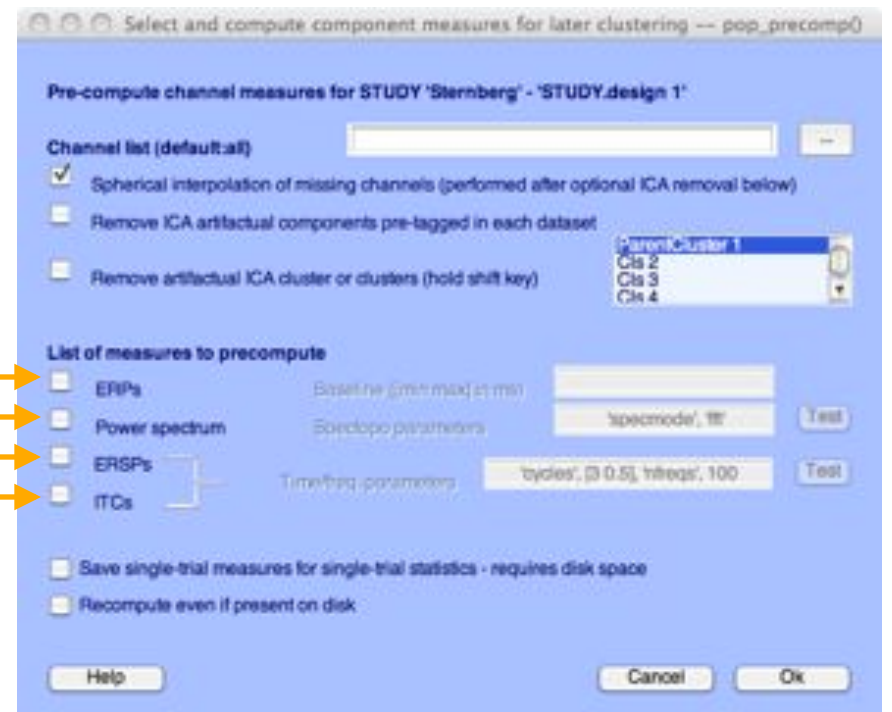 Select and compute component measures for later clustering -- pop_precomp()
Pre-compute channel measures for STUDY 'Sternberg' - 'STUDY.design 1'
Channel list (default:all)
...
Spherical interpolation of missing channels (performed after optional ICA removal below)
Remove ICA artifactual components pre-tagged in each dataset
Remove artifactual ICA cluster or clusters (hold shift key)
ParentCluster 1
Cls 2
Cls 3
Cls 4
List of measures to precompute
ERPs Baseline ([min max] in ms)
Power spectrum Spectopo parameters 'specmode', 'fft' Test
ERSPs
Time/freq. parameters 'cycles', [3 0.5], 'nfreqs', 100 Test
ITCs
Save single-trial measures for single-trial statistics - requires disk space
Recompute even if present on disk
Help Cancel Ok